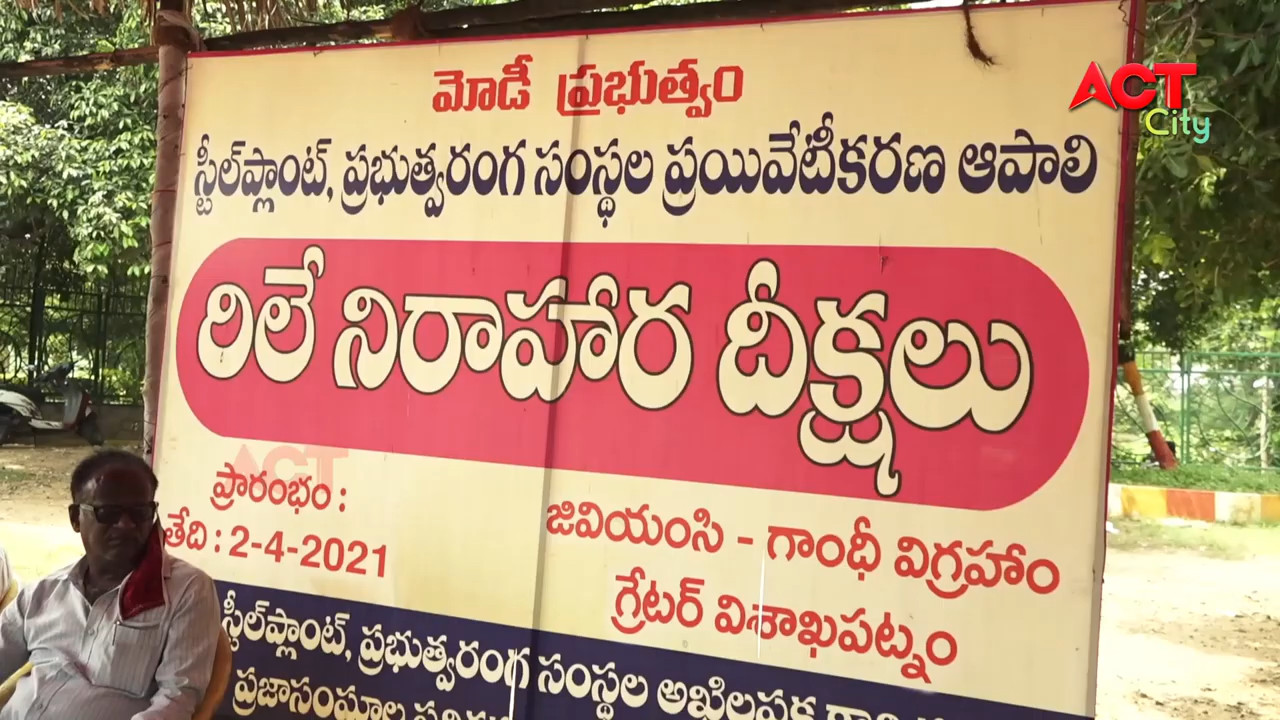 మోడీ ప్రభుత్వం
స్టీల్‌ప్లాంట్, ప్రభుత్వరంగ సంస్థల ప్రయివేటీకరణ ఆపాలి
రిలే నిరాహార దీక్షలు
ప్రారంభం :
తేది : 2-4-2021
జివియంసి - గాంధీ విగ్రహం
గ్రేటర్ విశాఖపట్నం
స్టీల్‌ప్లాంట్, ప్రభుత్వరంగ సంస్థల అఖిలపక్ష
ప్రజాసంఘాల
ACT
City
ACT